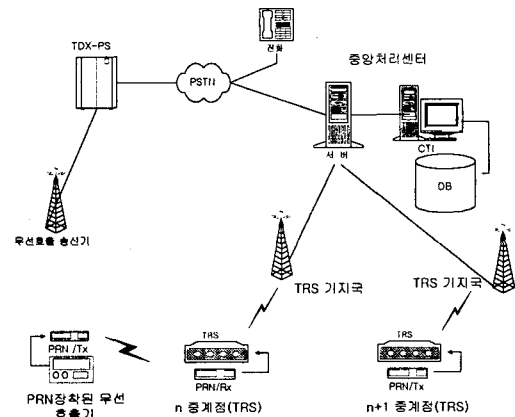 TDX-PS
전화
PSTN
중앙처리센터
서 버
CTI
DB
무선호출 송신기
TRS 기지국
TRS 기지국
PRN /Tx
PRN장착된 무선
호출기
TRS
PRN/Rx
n 중계점(TRS)
TRS
PRN/Tx
n+1 중계점(TRS)